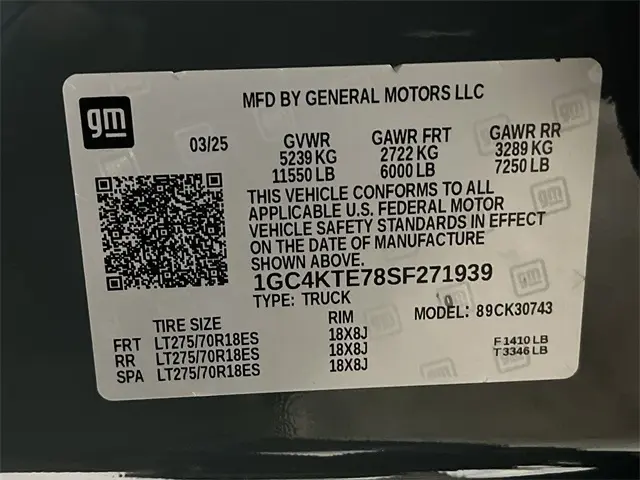 gm
MFD BY GENERAL MOTORS LLC
03/25
GVWR
5239 KG
11550 LB
GAWR FRT
2722 KG
6000 LB
GAWR RR
3289 KG
7250 LB
THIS VEHICLE CONFORMS TO ALL
APPLICABLE U.S. FEDERAL MOTOR
VEHICLE SAFETY STANDARDS IN EFFECT
ON THE DATE OF MANUFACTURE
SHOWN ABOVE.
1GC4KTE78SF271939
TYPE: TRUCK
MODEL: 89CK30743
TIRE SIZE RIM
FRT LT275/70R18ES 18X8J
RR LT275/70R18ES 18X8J
SPA LT275/70R18ES 18X8J
F 1410 LB
T 3346 LB